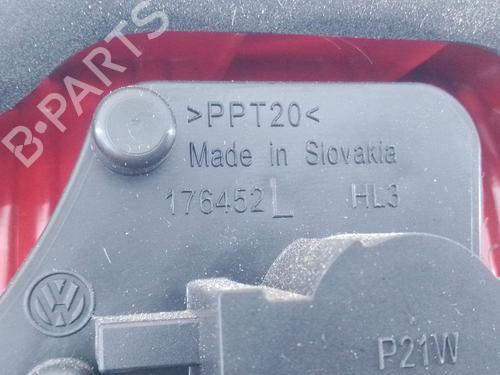 B-PARTS
>PPT20<
Made in Slovakia
176452 L HL3
P21W